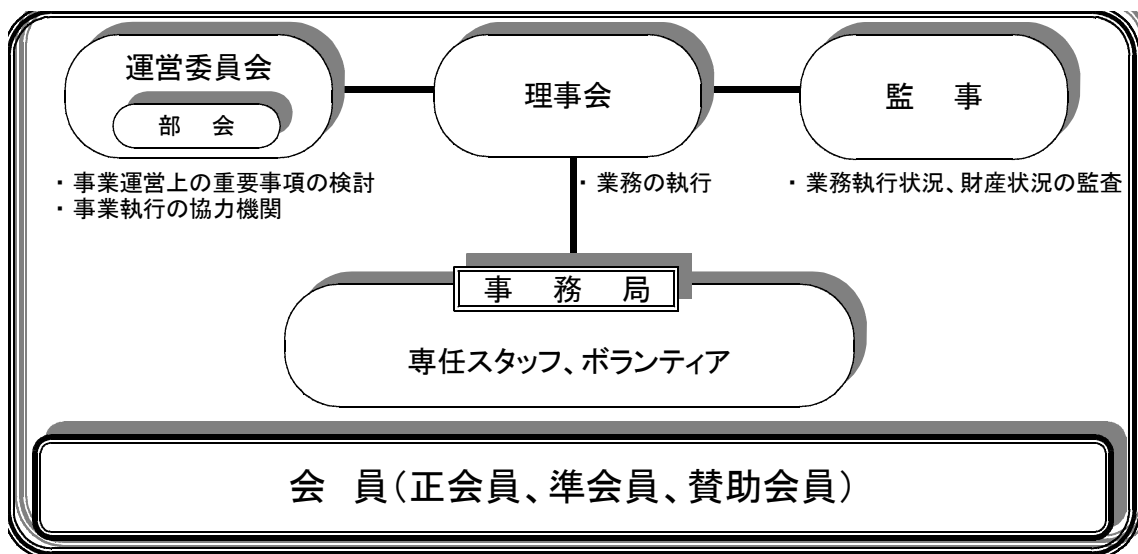 運営委員会
部　会
理事会
監　事
・事業運営上の重要事項の検討
・事業執行の協力機関
・業務の執行
・業務執行状況、財産状況の監査
事　務　局
専任スタッフ、ボランティア
会　員（正会員、準会員、賛助会員）